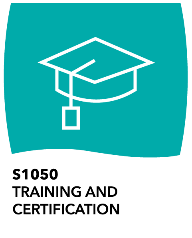 S1050
TRAINING AND
CERTIFICATION